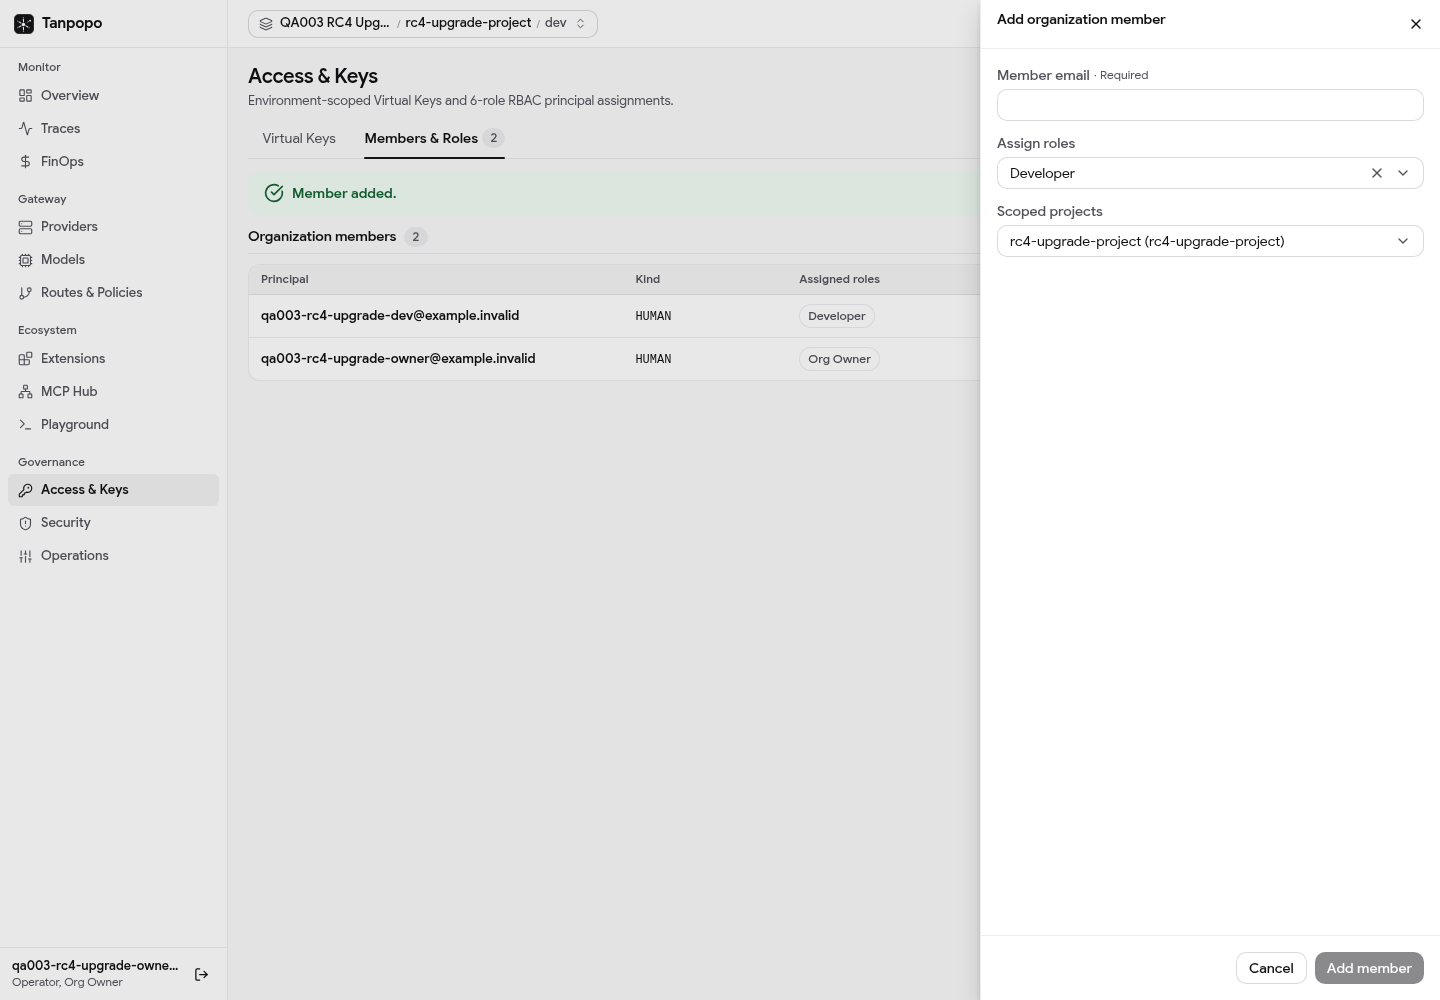 Tanpopo
Monitor
Overview
Traces
FinOps
Gateway
Providers
Models
Routes & Policies
Ecosystem
Extensions
MCP Hub
Playground
Governance
Access & Keys
Security
Operations
qa003-rc4-upgrade-owne...
Operator, Org Owner
QA003 RC4 Upg... / rc4-upgrade-project / dev
Access & Keys
Environment-scoped Virtual Keys and 6-role RBAC principal assignments.
Virtual Keys Members & Roles 2
Member added.
Organization members 2
Principal Kind Assigned roles
qa003-rc4-upgrade-dev@example.invalid HUMAN Developer
qa003-rc4-upgrade-owner@example.invalid HUMAN Org Owner
Add organization member
Member email · Required
Assign roles
Developer
Scoped projects
rc4-upgrade-project (rc4-upgrade-project)
Cancel Add member